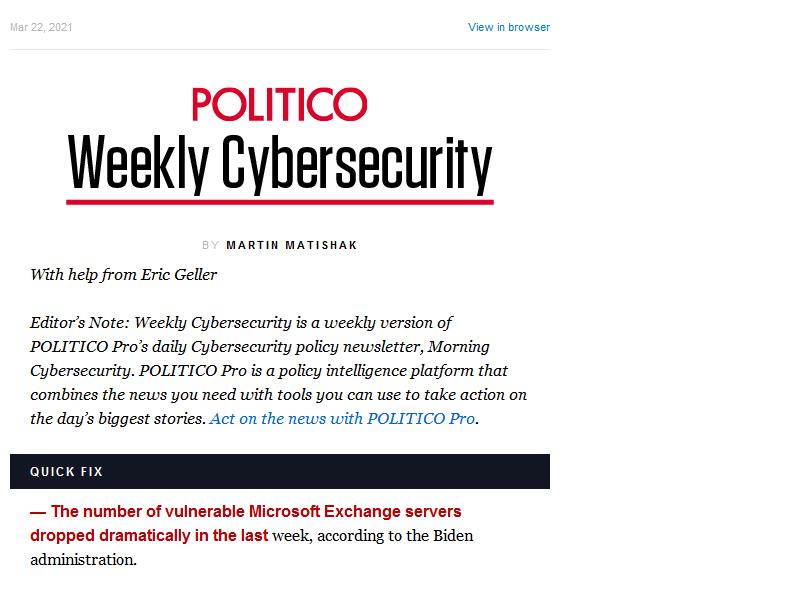 Mar 22, 2021 View in browser
POLITICO
Weekly Cybersecurity
BY MARTIN MATISHAK
With help from Eric Geller
Editor’s Note: Weekly Cybersecurity is a weekly version of
POLITICO Pro’s daily Cybersecurity policy newsletter, Morning
Cybersecurity. POLITICO Pro is a policy intelligence platform that
combines the news you need with tools you can use to take action on
the day’s biggest stories. Act on the news with POLITICO Pro.
QUICK FIX
— The number of vulnerable Microsoft Exchange servers
dropped dramatically in the last week, according to the Biden
administration.